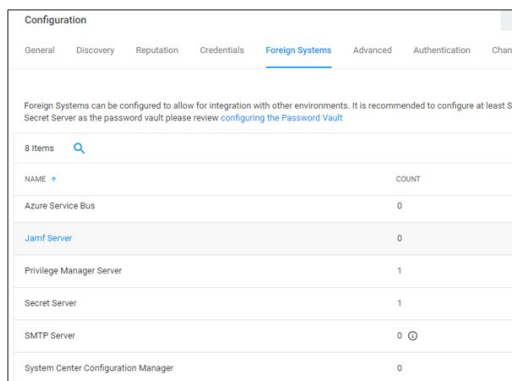 Configuration
General Discovery Reputation Credentials Foreign Systems Advanced Authentication Chan
Foreign Systems can be configured to allow for integration with other environments. It is recommended to configure at least S
Secret Server as the password vault please review configuring the Password Vault
8 Items
NAME COUNT
Azure Service Bus 0
Jamf Server 0
Privilege Manager Server 1
Secret Server 1
SMTP Server 0
System Center Configuration Manager 0